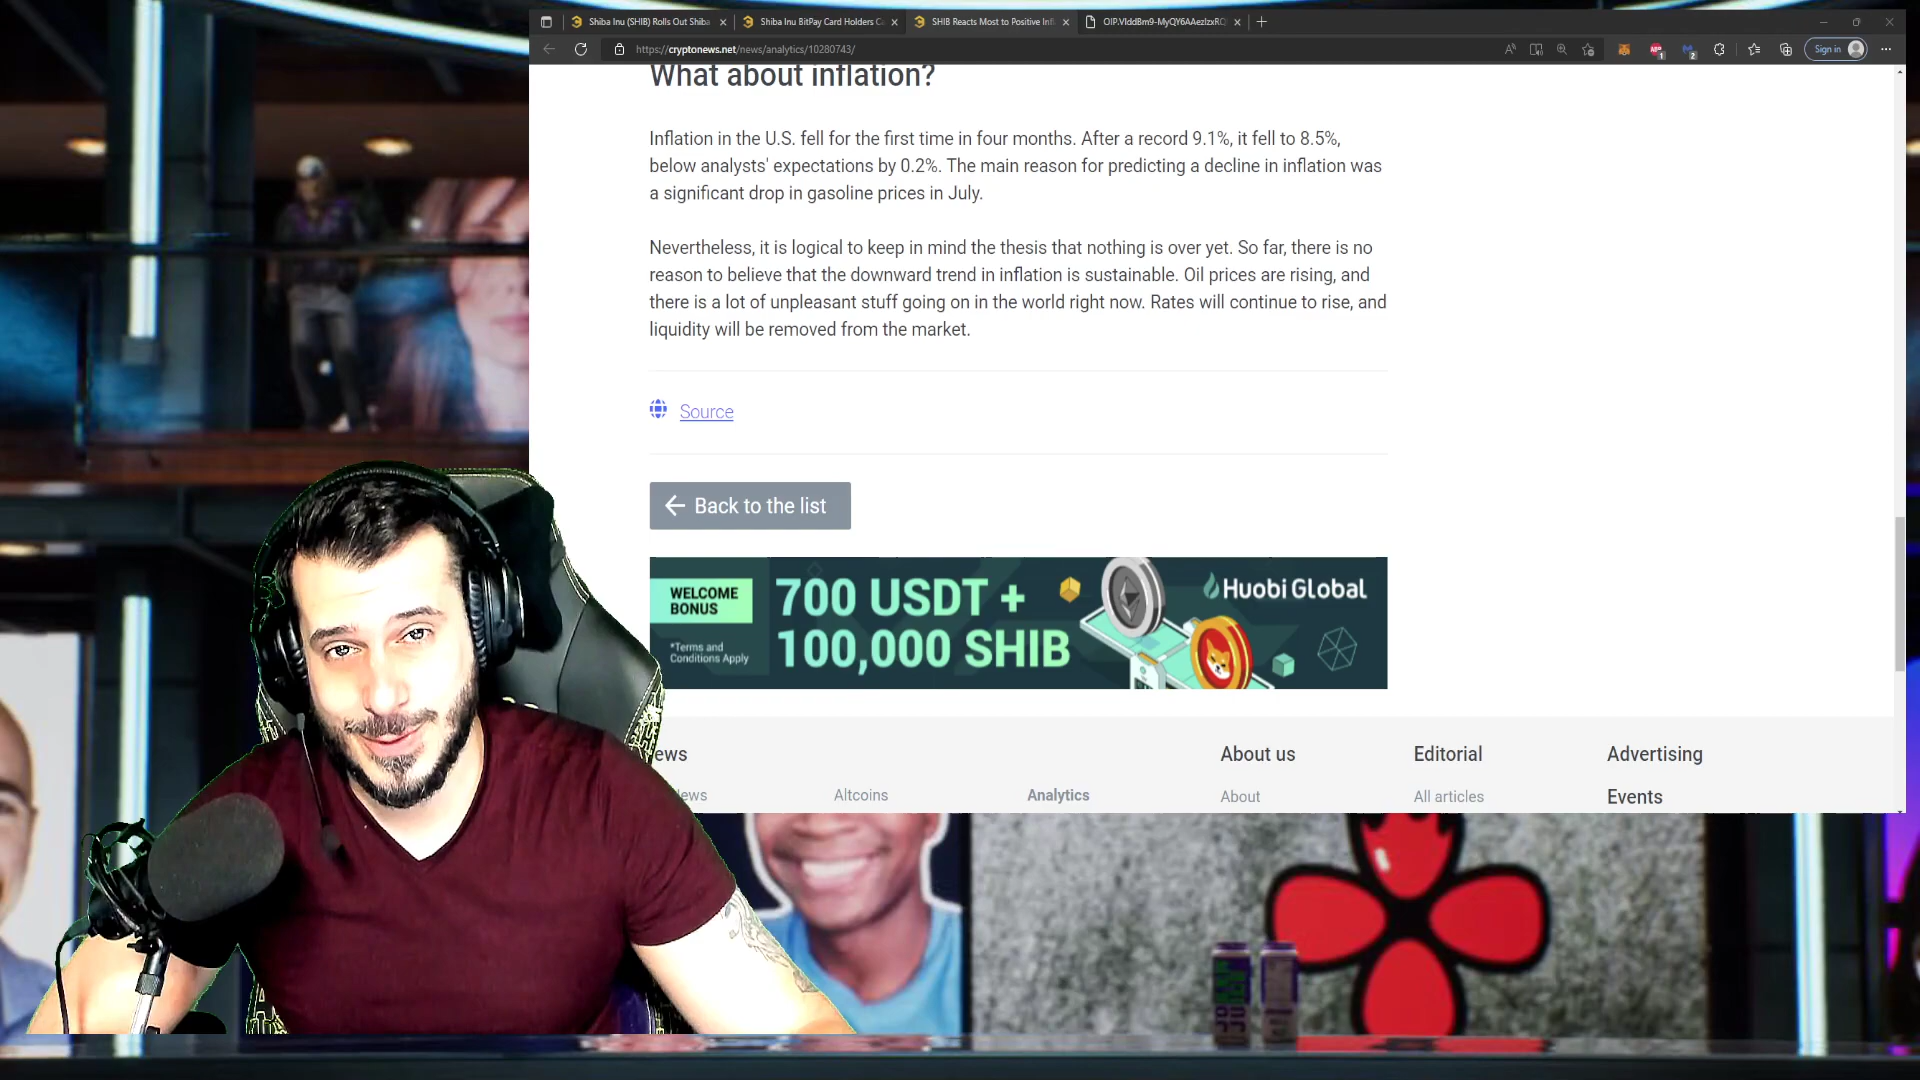 Shiba Inu (SHIB) Rolls Out Shiba
Shiba Inu BitPay Card Holders C
SHIB Reacts Most to Positive Inf
https://cryptonews.net/news/analytics/10280743/
Sign in
What about inflation?
Inflation in the U.S. fell for the first time in four months. After a record 9.1%, it fell to 8.5%,
below analysts' expectations by 0.2%. The main reason for predicting a decline in inflation was
a significant drop in gasoline prices in July.
Nevertheless, it is logical to keep in mind the thesis that nothing is over yet. So far, there is no
reason to believe that the downward trend in inflation is sustainable. Oil prices are rising, and
there is a lot of unpleasant stuff going on in the world right now. Rates will continue to rise, and
liquidity will be removed from the market.
Source
Back to the list
WELCOME
BONUS
*Terms and
Conditions Apply
700 USDT +
100,000 SHIB
Huobi Global
ews About us Editorial Advertising
ews Altcoins Analytics About All articles Events